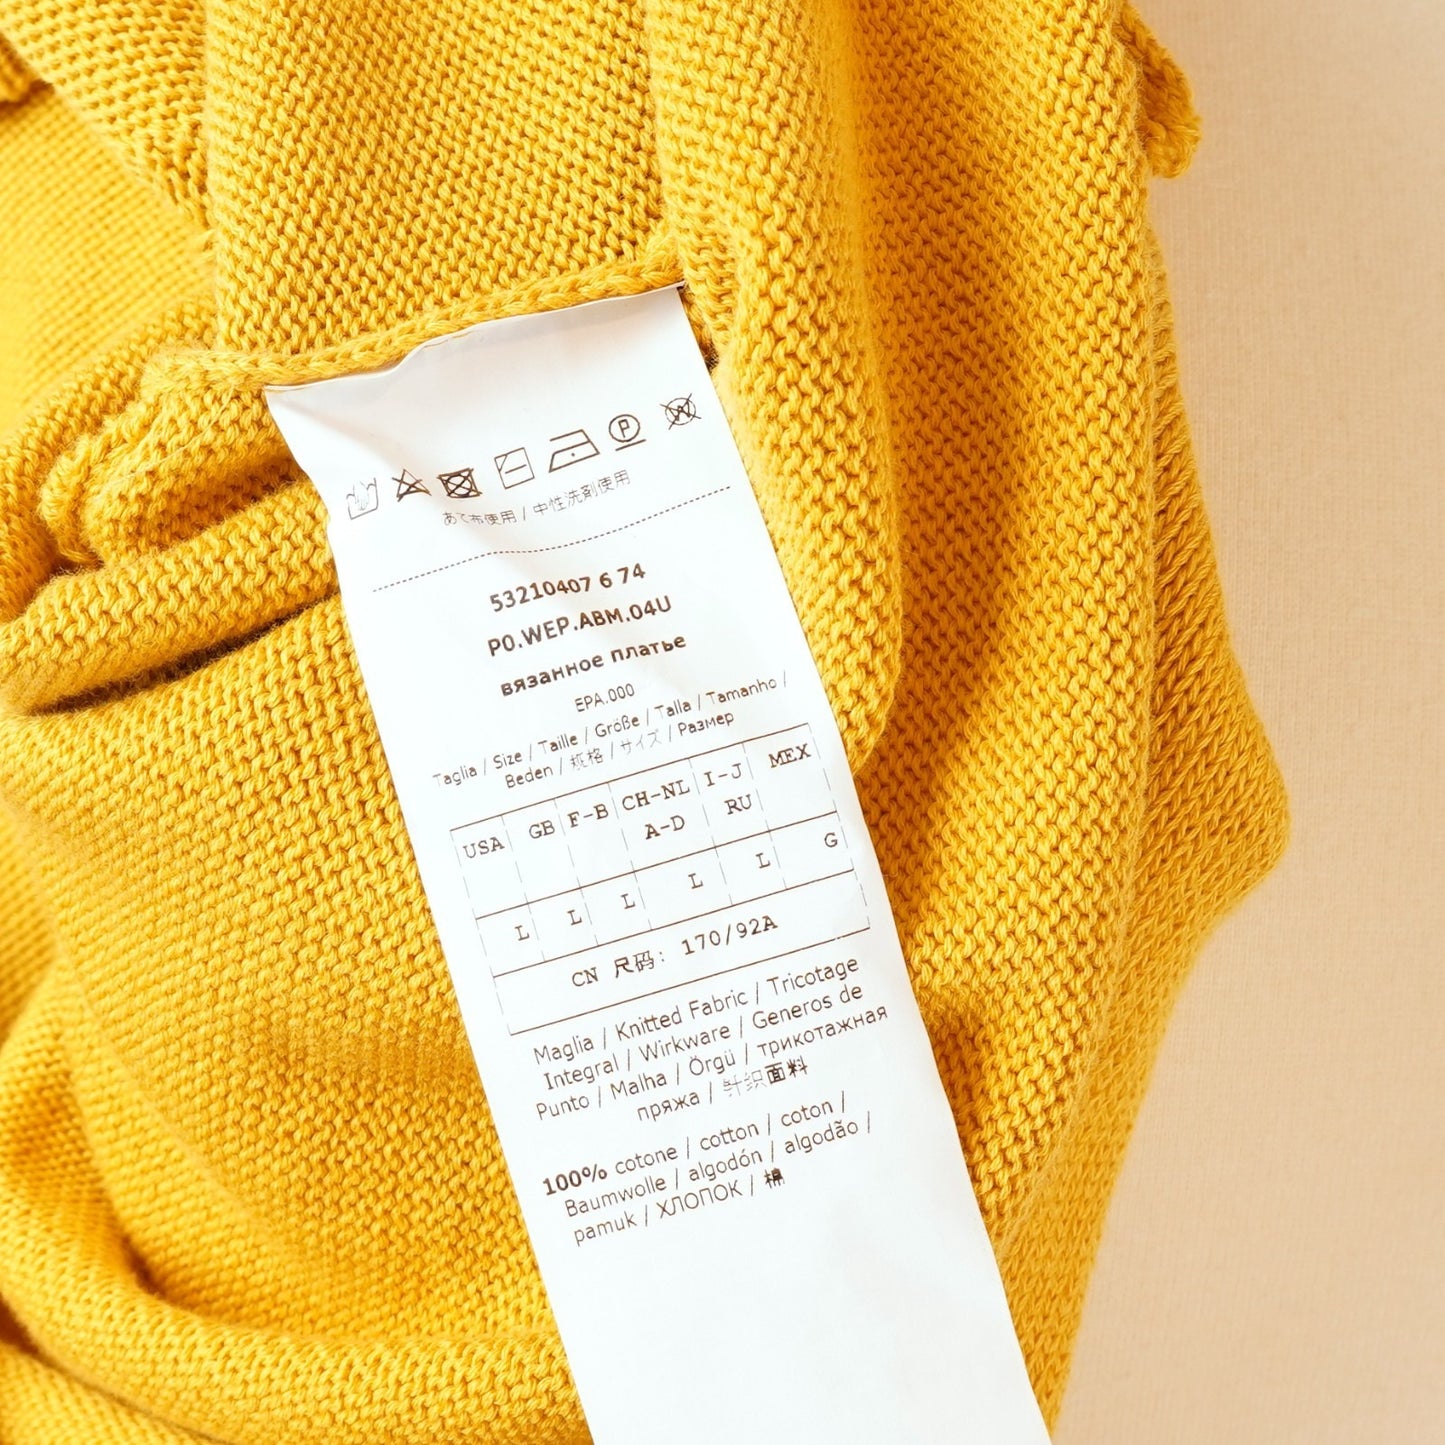 P
W
あて布使用 / 中性洗剤使用
53210407 6 74
P0.WEP.ABM.04U
вязанное платье
EPA.000
Taglia / Size / Taille / Größe / Talla / Tamanho /
Beden / 规格 / サイズ / Размер
USA GB F-B CH-NL I-J MEX
A-D RU
L L L L L G
CN 尺码: 170/92A
Maglia / Knitted Fabric / Tricotage
Integral / Wirkware / Generos de
Punto / Malha / Örgü / трикотажная
пряжа / 针织面料
100% cotone / cotton / coton /
Baumwolle / algodón / algodão /
pamuk / ХЛОПОК / 棉